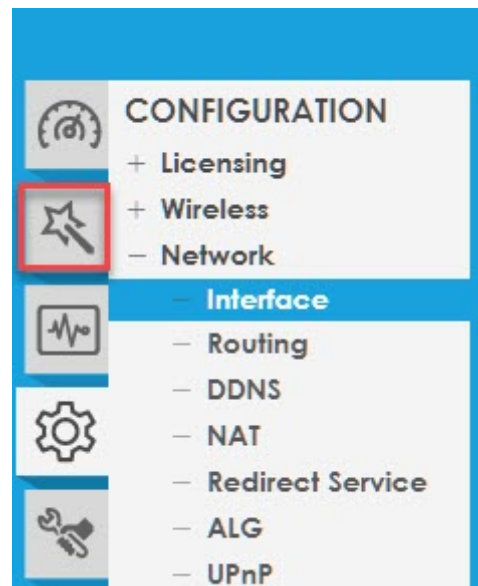 CONFIGURATION
+ Licensing
+ Wireless
− Network
− Interface
− Routing
− DDNS
− NAT
− Redirect Service
− ALG
− UPnP